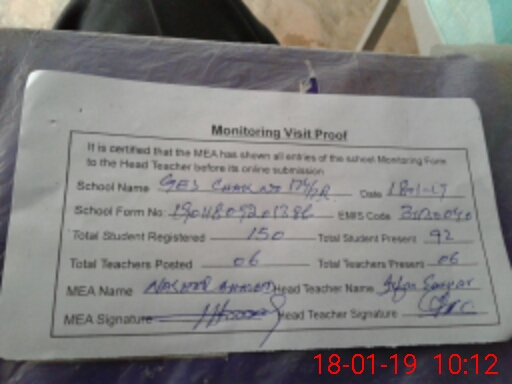 Monitoring Visit Proof
It is certified that the MEA has shown all entries of the school Monitoring Form
to the Head Teacher before its online submission
School Name GES CHAK NO 174/7R Date 18-1-19
School Form No: EMIS Code
Total Student Registered 150 Total Student Present 92
Total Teachers Posted 06 Total Teachers Present 06
MEA Name Head Teacher Name
MEA Signature Head Teacher Signature
18-01-19 10:12